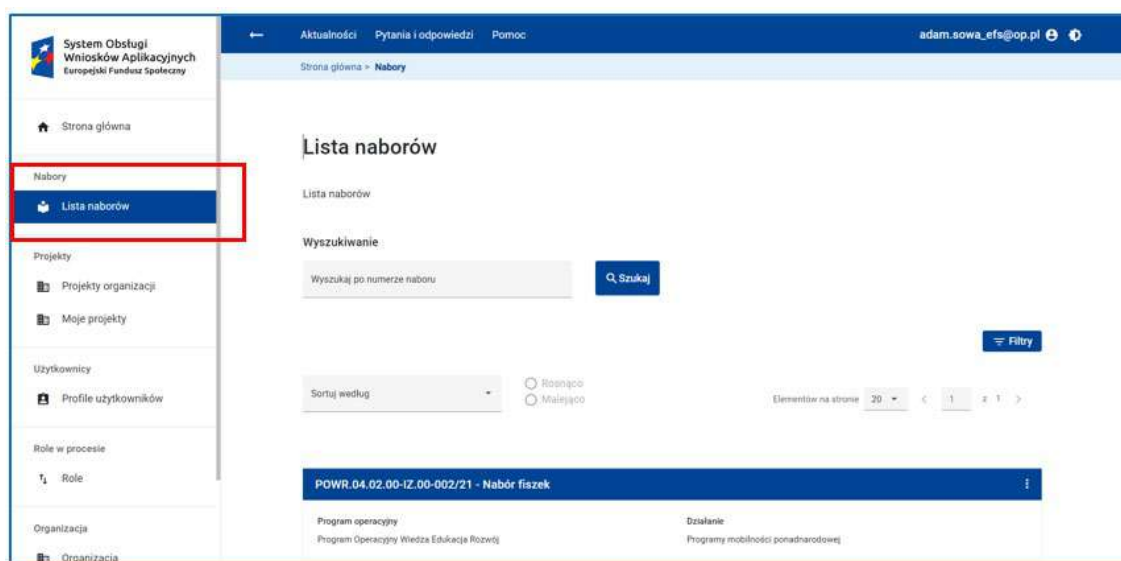 System Obsługi
Wniosków Aplikacyjnych
Europejski Fundusz Społeczny
Aktualności Pytania i odpowiedzi Pomoc
adam.sowa_efs@op.pl
Strona główna > Nabory
Strona główna
Nabory
Lista naborów
Projekty
Projekty organizacji
Moje projekty
Użytkownicy
Profile użytkowników
Role w procesie
Role
Organizacja
Organizacja
Lista naborów
Lista naborów
Wyszukiwanie
Wyszukaj po numerze naboru
Szukaj
Filtry
Sortuj według
Rosnąco
Malejąco
Elementów na stronie 20 < 1 z 1 >
POWR.04.02.00-IZ.00-002/21 - Nabór fiszek
Program operacyjny
Program Operacyjny Wiedza Edukacja Rozwój
Działanie
Programy mobilności ponadnarodowej